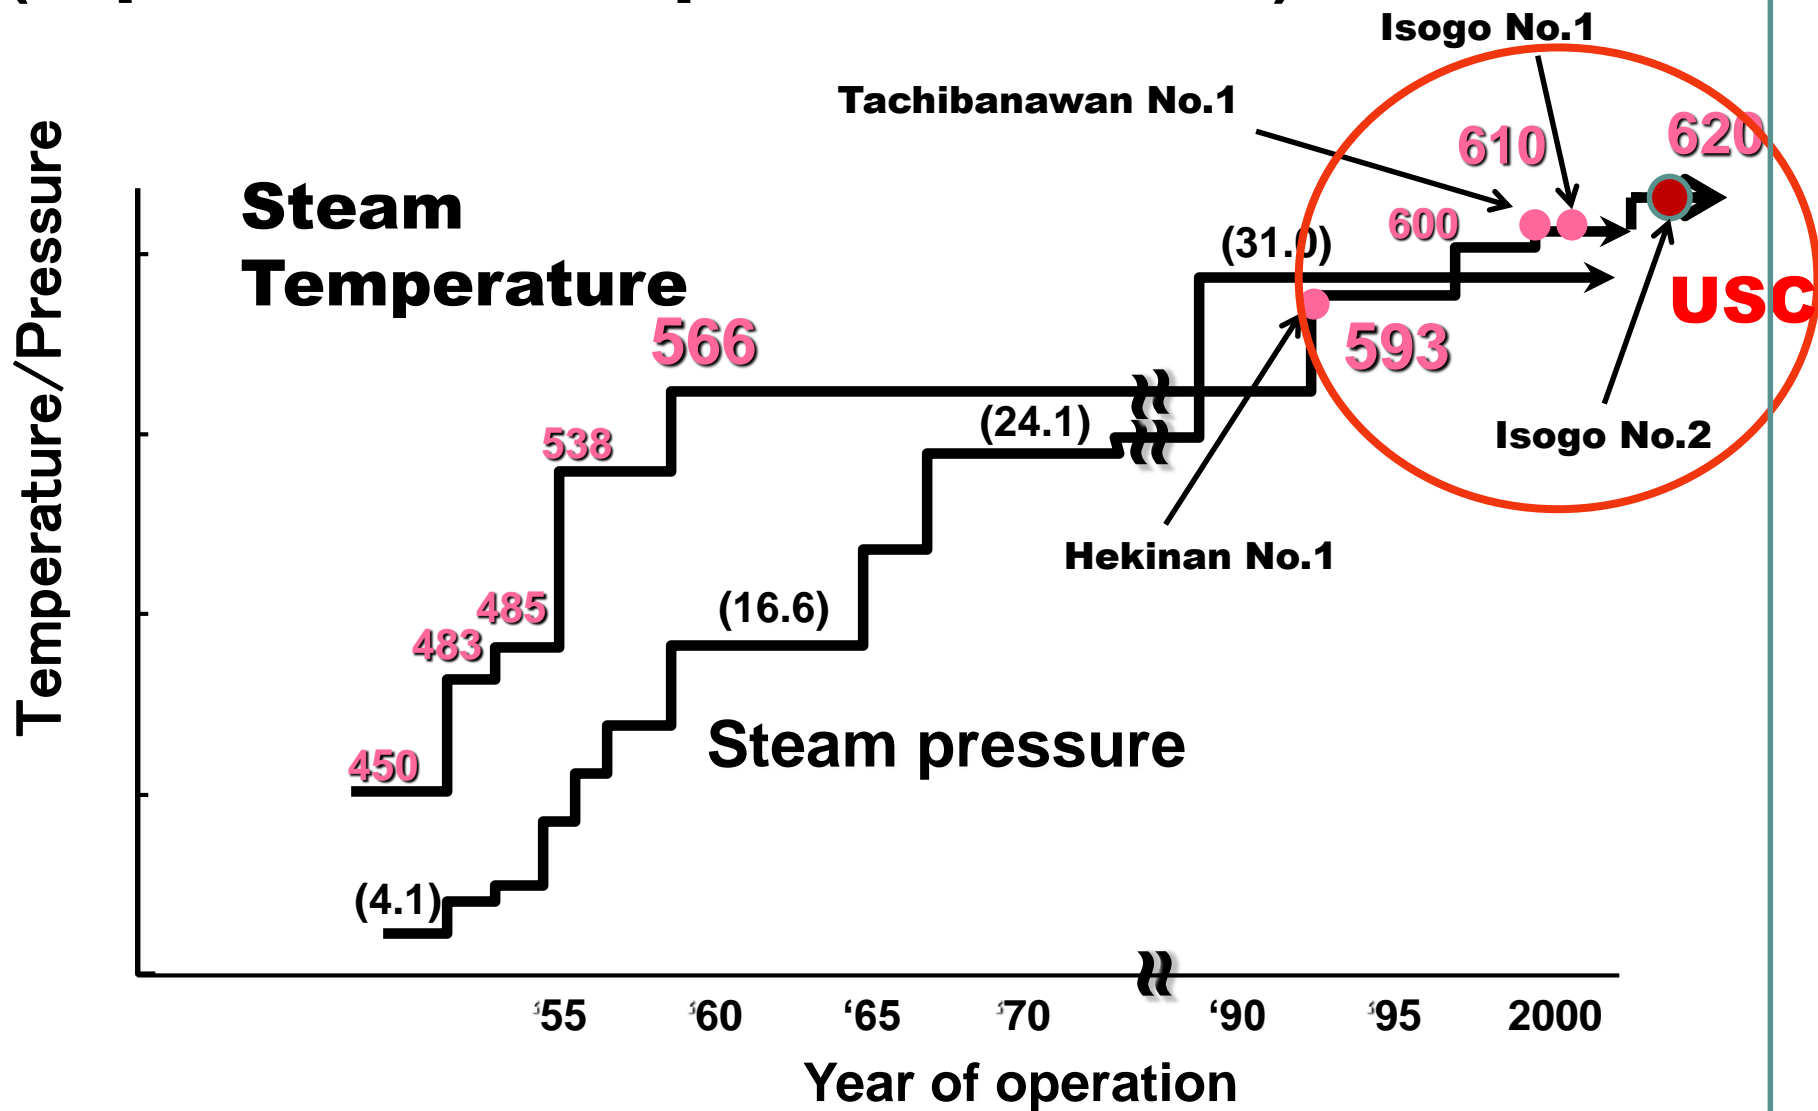 Isogo No.1
Tachibanawan No.1
610
620
Steam
Temperature
600
(31.0)
USC
566
593
(24.1)
538
Isogo No.2
Hekinan No.1
485
(16.6)
483
Steam pressure
450
(4.1)
Temperature/Pressure
‘55 ‘60 ‘65 ‘70 ‘90 ‘95 2000
Year of operation